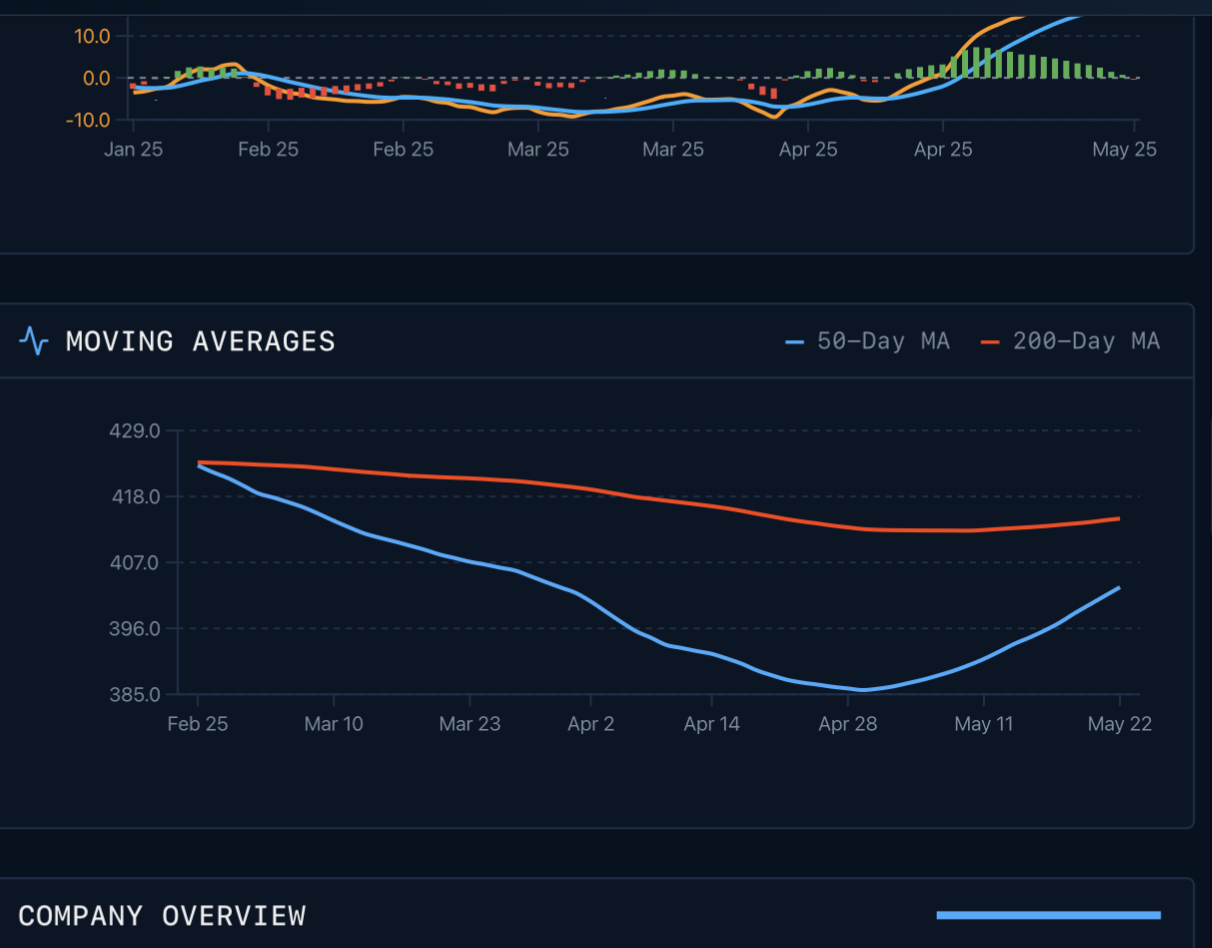 10.0
0.0
-10.0
Jan 25 Feb 25 Feb 25 Mar 25 Mar 25 Apr 25 Apr 25 May 25
MOVING AVERAGES
50-Day MA 200-Day MA
429.0
418.0
407.0
396.0
385.0
Feb 25 Mar 10 Mar 23 Apr 2 Apr 14 Apr 28 May 11 May 22
COMPANY OVERVIEW